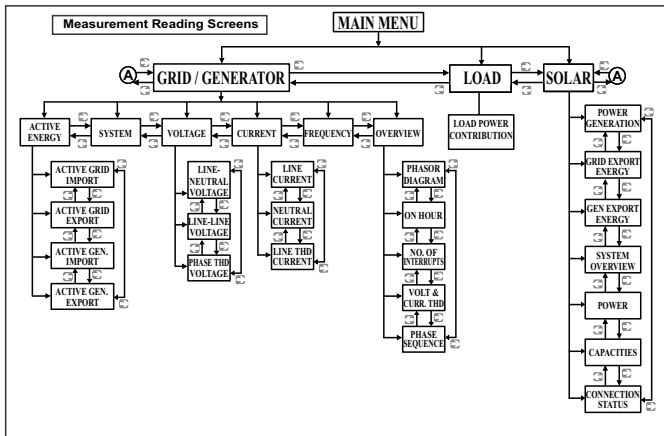 Measurement Reading Screens
MAIN MENU
A
GRID / GENERATOR
LOAD
SOLAR
A
LOAD POWER
CONTRIBUTION
ACTIVE
ENERGY
SYSTEM
VOLTAGE
CURRENT
FREQUENCY
OVERVIEW
ACTIVE GRID
IMPORT
ACTIVE GRID
EXPORT
ACTIVE GEN.
IMPORT
ACTIVE GEN.
EXPORT
LINE-
NEUTRAL
VOLTAGE
LINE-LINE
VOLTAGE
PHASE THD
VOLTAGE
LINE
CURRENT
NEUTRAL
CURRENT
LINE THD
CURRENT
PHASOR
DIAGRAM
ON HOUR
NO. OF
INTERRUPTS
VOLT &
CURR. THD
PHASE
SEQUENCE
POWER
GENERATION
GRID EXPORT
ENERGY
GEN EXPORT
ENERGY
SYSTEM
OVERVIEW
POWER
CAPACITIES
CONNECTION
STATUS